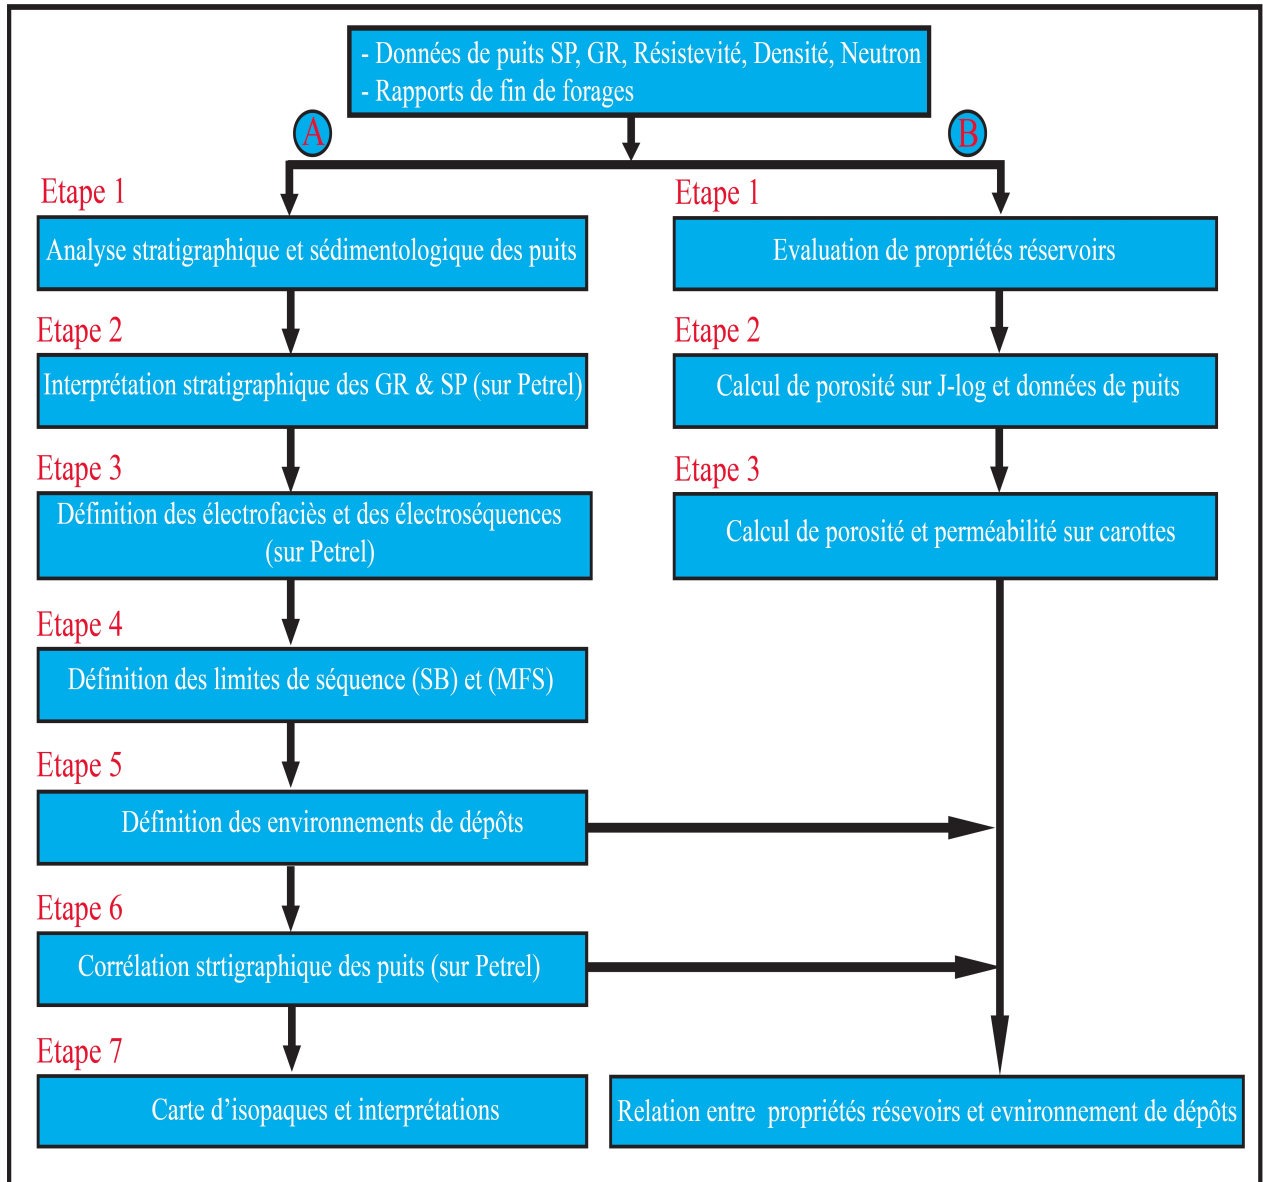 - Données de puits SP, GR, Résistevité, Densité, Neutron
- Rapports de fin de forages
A
B
Etape 1
Analyse stratigraphique et sédimentologique des puits
Etape 2
Interprétation stratigraphique des GR & SP (sur Petrel)
Etape 3
Définition des électrofaciès et des électroséquences
(sur Petrel)
Etape 4
Définition des limites de séquence (SB) et (MFS)
Etape 5
Définition des environnements de dépôts
Etape 6
Corrélation strtigraphique des puits (sur Petrel)
Etape 7
Carte d'isopaques et interprétations
Etape 1
Evaluation de propriétés réservoirs
Etape 2
Calcul de porosité sur J-log et données de puits
Etape 3
Calcul de porosité et perméabilité sur carottes
Relation entre propriétés résevoirs et evnironnement de dépôts